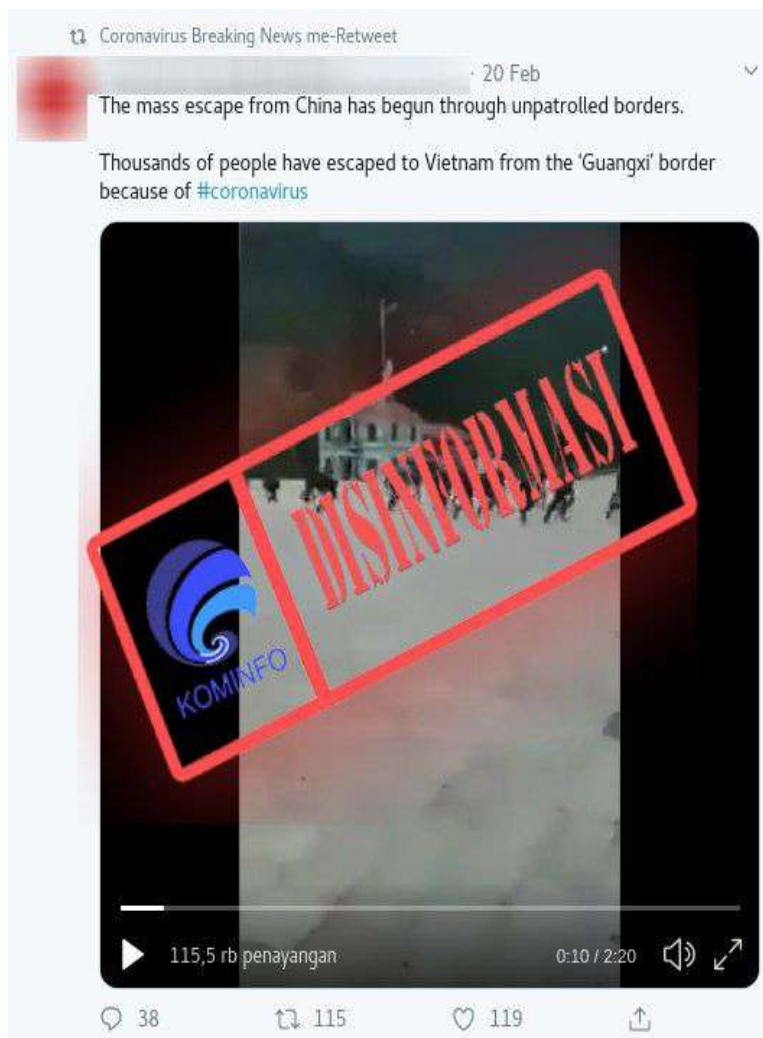 Coronavirus Breaking News me-Retweet
· 20 Feb
The mass escape from China has begun through unpatrolled borders.
Thousands of people have escaped to Vietnam from the 'Guangxi' border
because of #coronavirus
DISINFORMASI
KOMINFO
115,5 rb penayangan
0:10 / 2:20
38
115
119